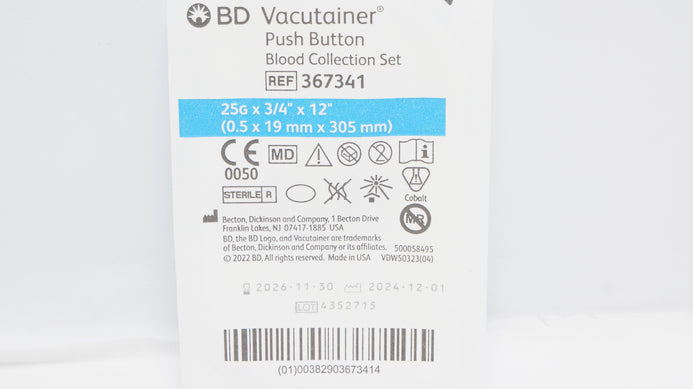 BD Vacutainer®
Push Button
Blood Collection Set
REF 367341
25G x 3/4" x 12"
(0.5 x 19 mm x 305 mm)
CE MD
0050
STERILE R
Cobalt
MR
Becton, Dickinson and Company, 1 Becton Drive
Franklin Lakes, NJ 07417-1885 USA
BD, the BD Logo, and Vacutainer are trademarks
of Becton, Dickinson and Company or its affiliates. 500058495
© 2022 BD. All rights reserved. Made in USA VDW50323(04)
2026-11-30 2024-12-01
LOT 4352715
(01)00382903673414